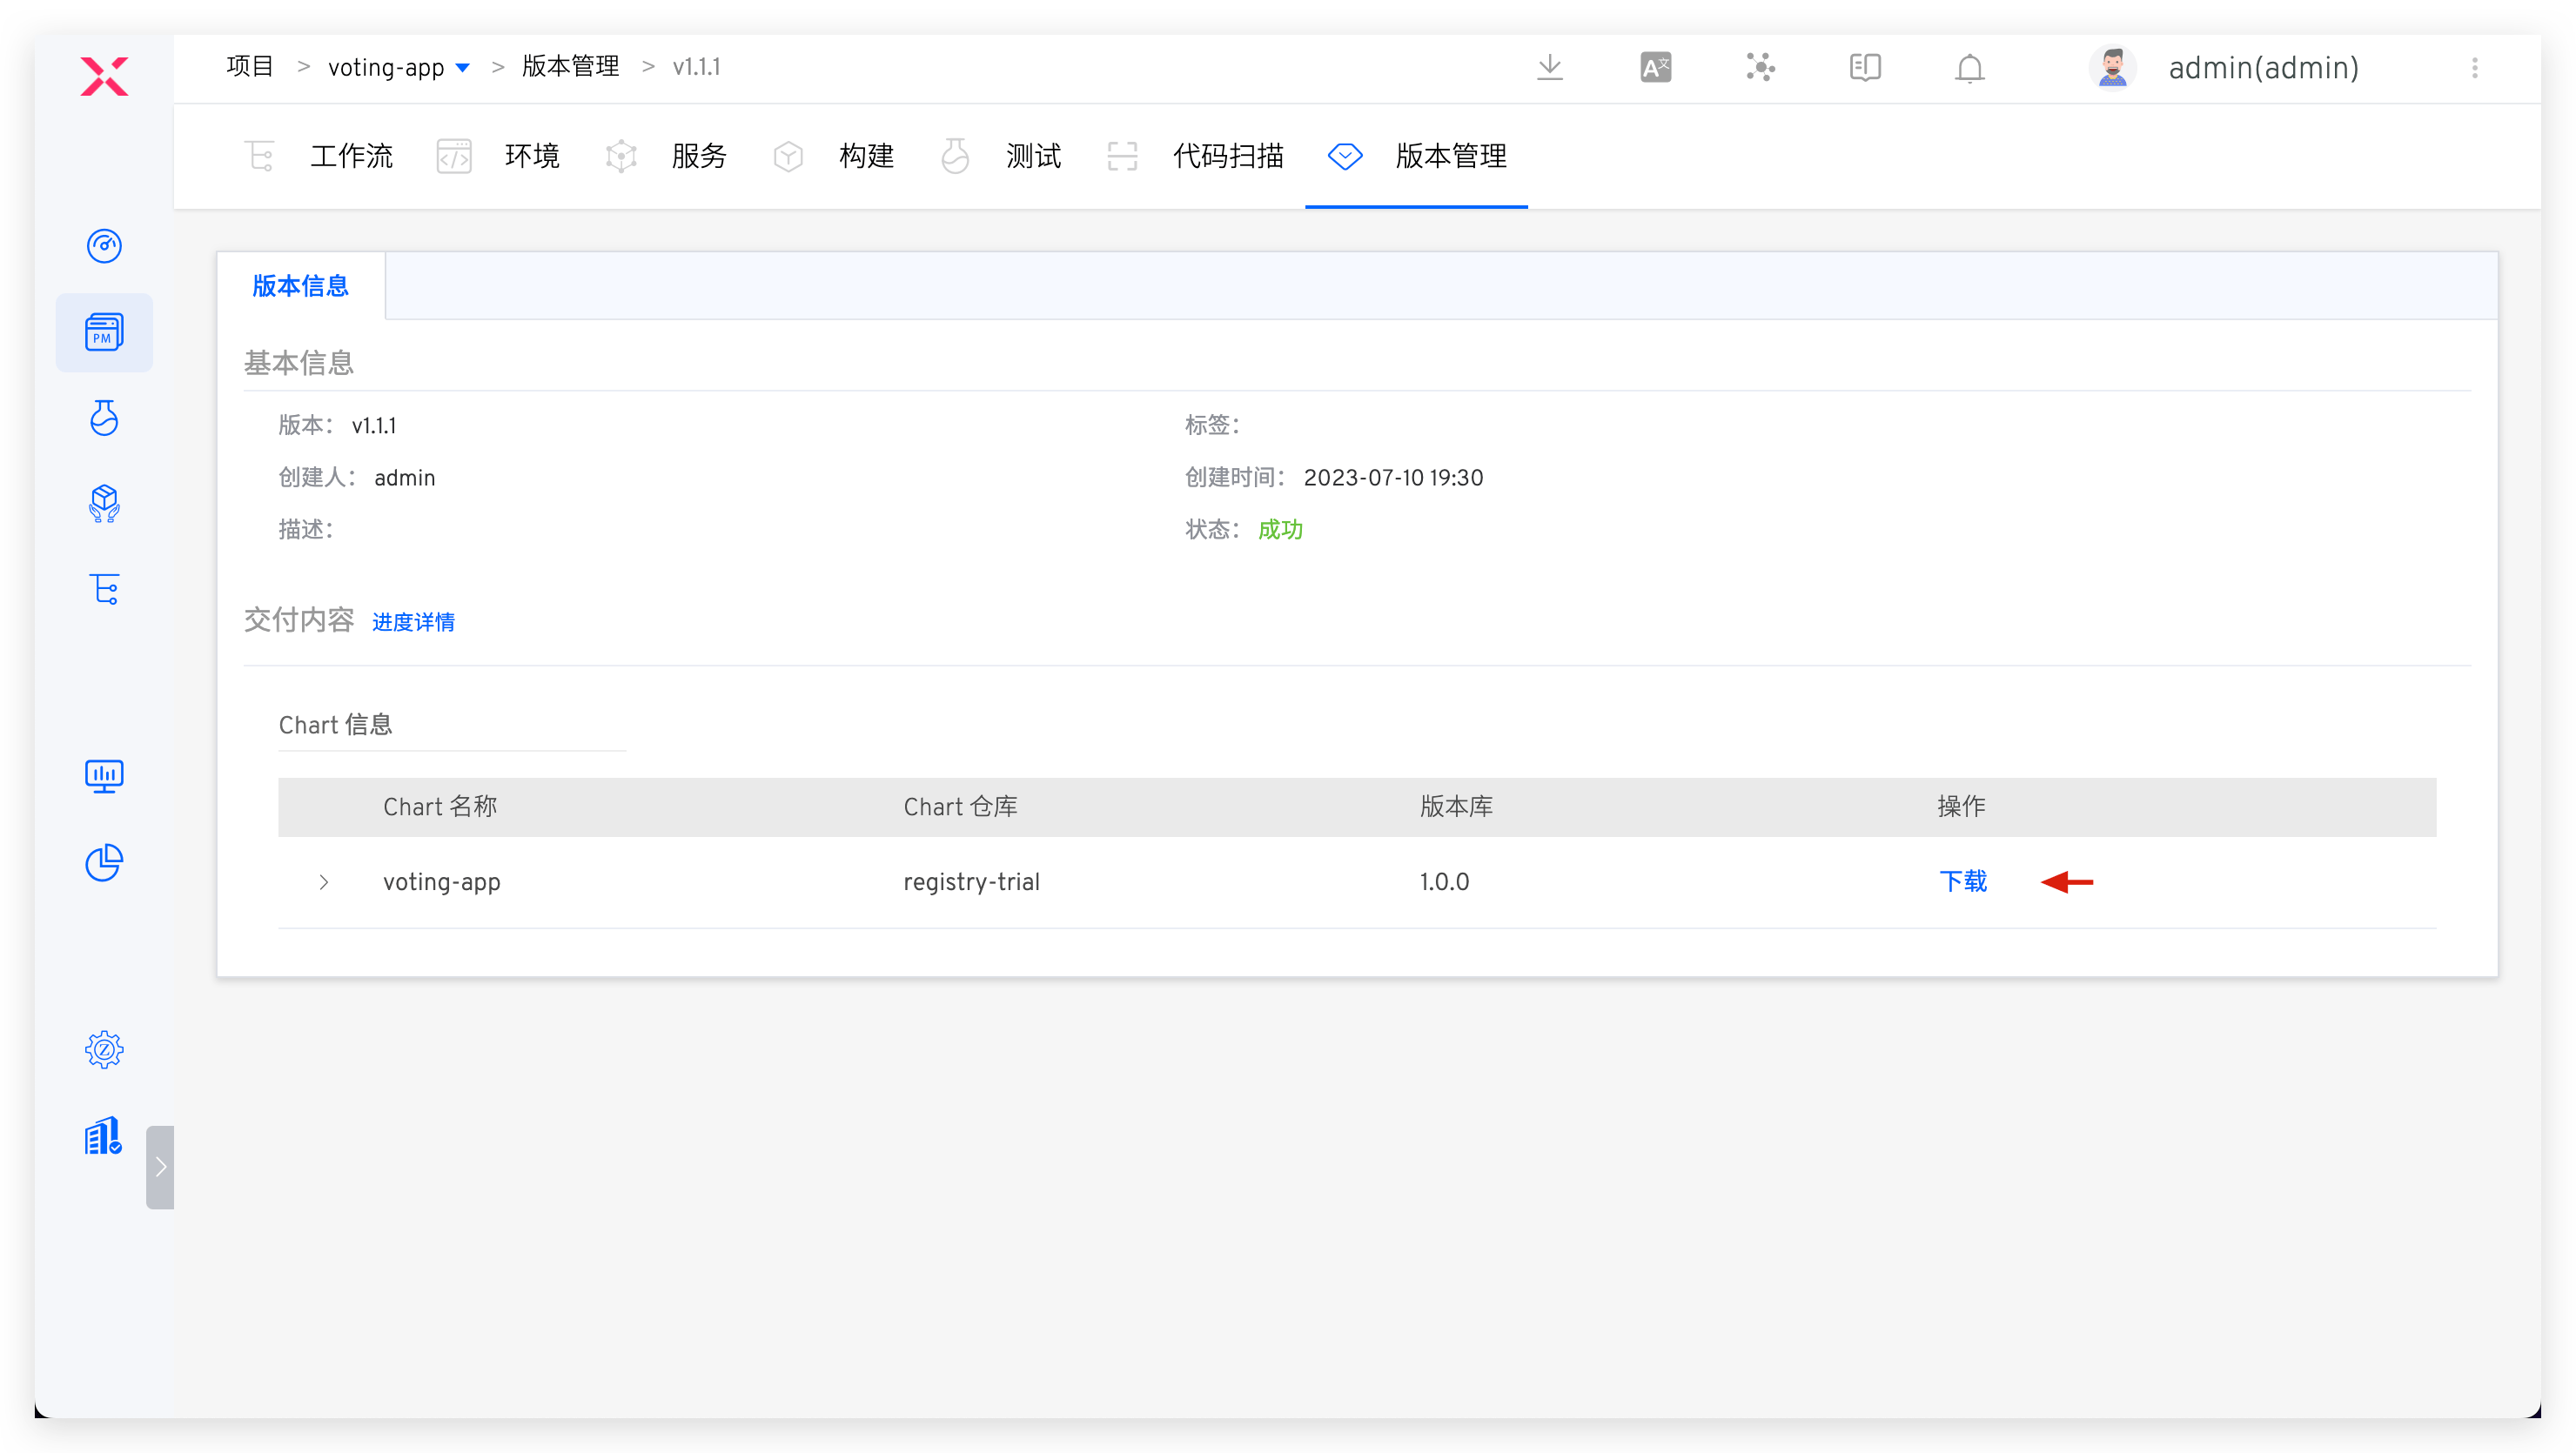 项目 > voting-app > 版本管理 > v1.1.1
A文
admin(admin)
工作流 环境 服务 构建 测试 代码扫描 版本管理
PM
版本信息
基本信息
版本： v1.1.1 标签：
创建人： admin 创建时间： 2023-07-10 19:30
描述： 状态： 成功
交付内容 进度详情
Chart 信息
Chart 名称 Chart 仓库 版本库 操作
voting-app registry-trial 1.0.0 下载
Z